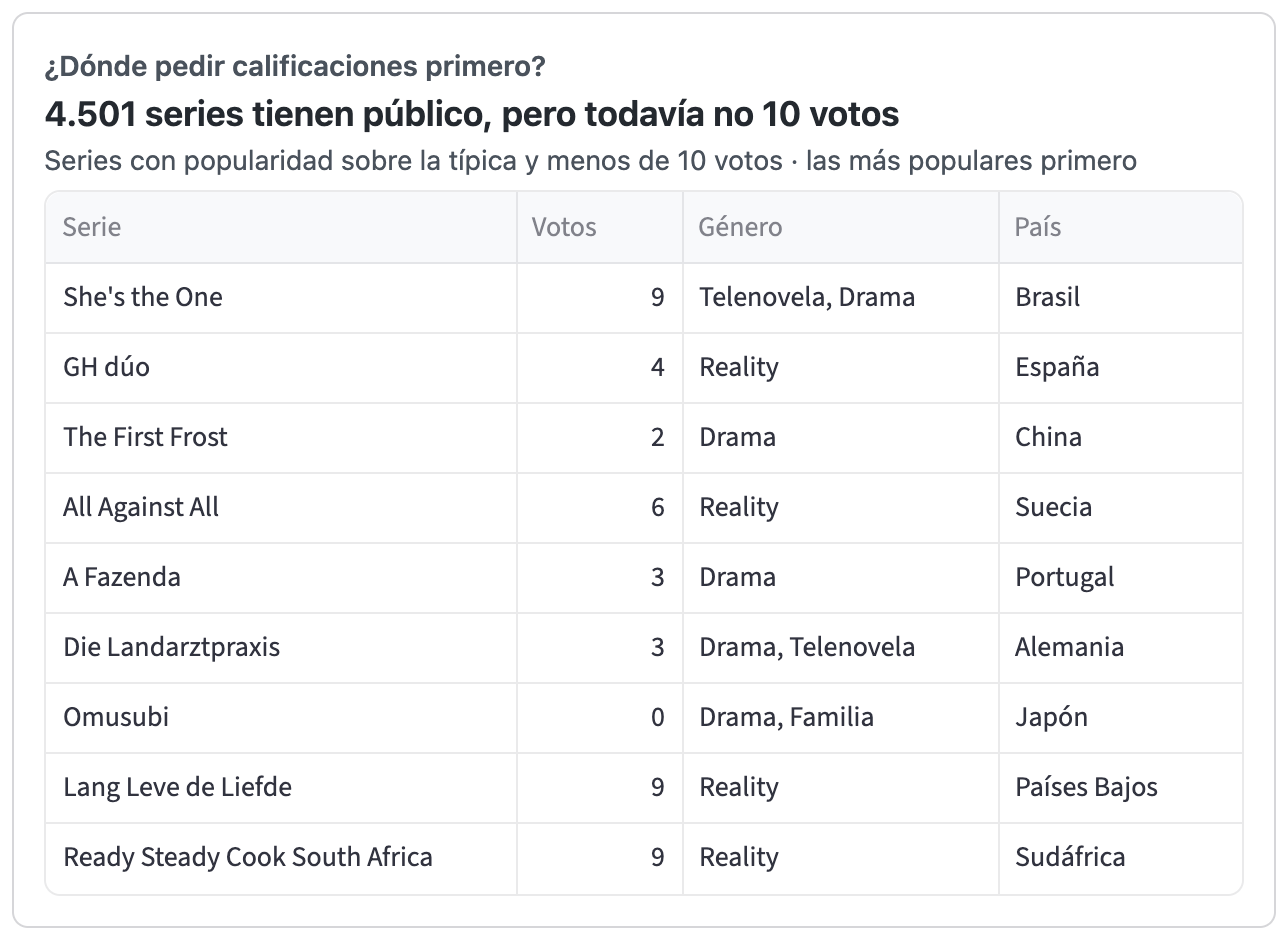 ¿Dónde pedir calificaciones primero?
4.501 series tienen público, pero todavía no 10 votos
Series con popularidad sobre la típica y menos de 10 votos · las más populares primero
Serie Votos Género País
She's the One 9 Telenovela, Drama Brasil
GH dúo 4 Reality España
The First Frost 2 Drama China
All Against All 6 Reality Suecia
A Fazenda 3 Drama Portugal
Die Landarztpraxis 3 Drama, Telenovela Alemania
Omusubi 0 Drama, Familia Japón
Lang Leve de Liefde 9 Reality Países Bajos
Ready Steady Cook South Africa 9 Reality Sudáfrica